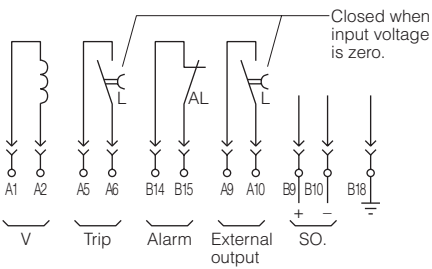 Closed when
input voltage
is zero.
L AL L
A1 A2 A5 A6 B14 B15 A9 A10 B9 B10 B18
+ −
V Trip Alarm External
output SO.